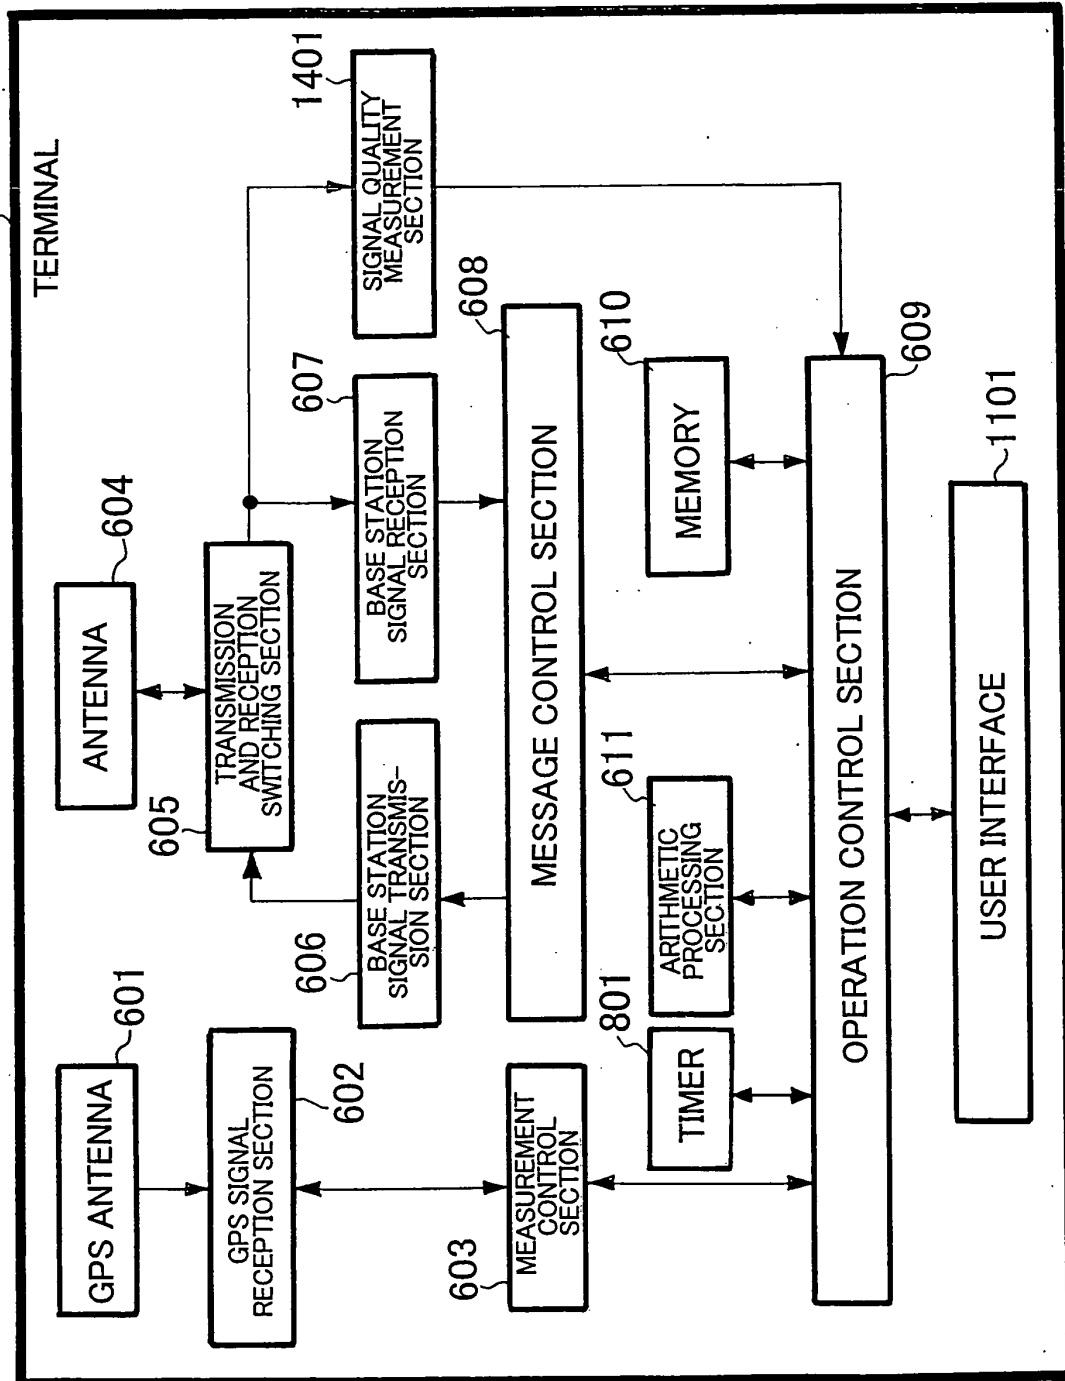 TERMINAL
GPS ANTENNA
601
GPS SIGNAL
RECEPTION SECTION
602
MEASUREMENT
CONTROL
SECTION
603
ANTENNA
604
TRANSMISSION
AND RECEPTION
SWITCHING SECTION
605
BASE STATION
SIGNAL TRANSMIS-
SION SECTION
606
BASE STATION
SIGNAL RECEPTION
SECTION
607
SIGNAL QUALITY
MEASUREMENT
SECTION
1401
MESSAGE CONTROL SECTION
608
TIMER
801
ARITHMETIC
PROCESSING
SECTION
611
MEMORY
610
OPERATION CONTROL SECTION
609
USER INTERFACE
1101